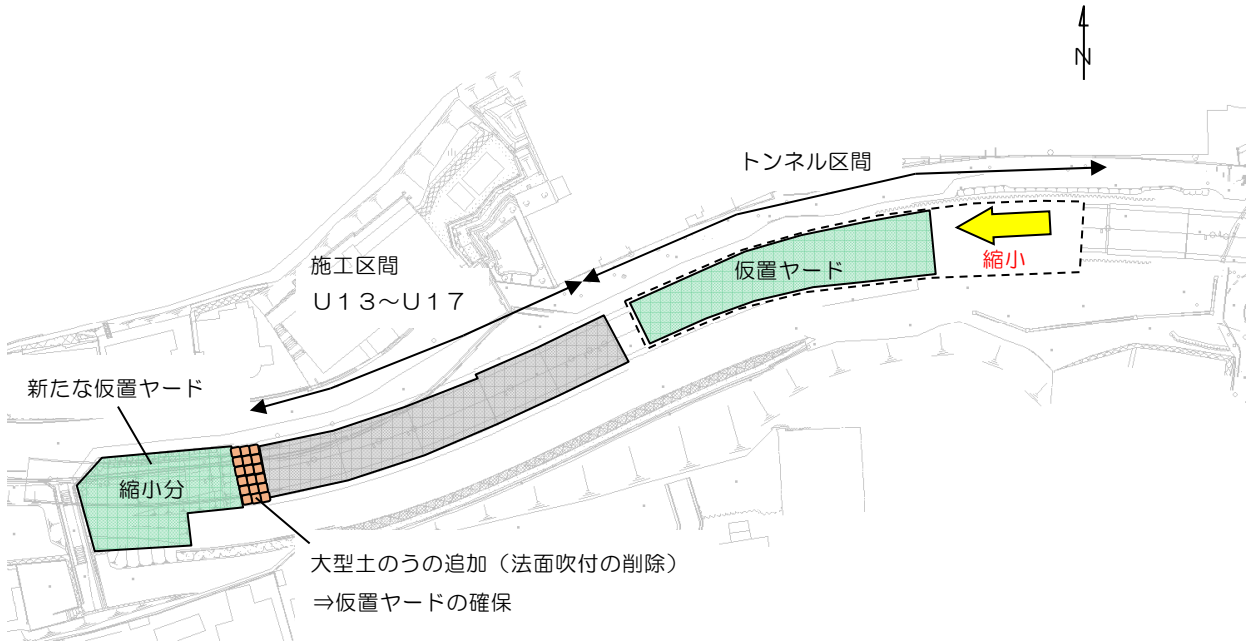 N
トンネル区間
施工区間
U13～U17
仮置ヤード
縮小
新たな仮置ヤード
縮小分
大型土のうの追加（法面吹付の削除）
⇒仮置ヤードの確保